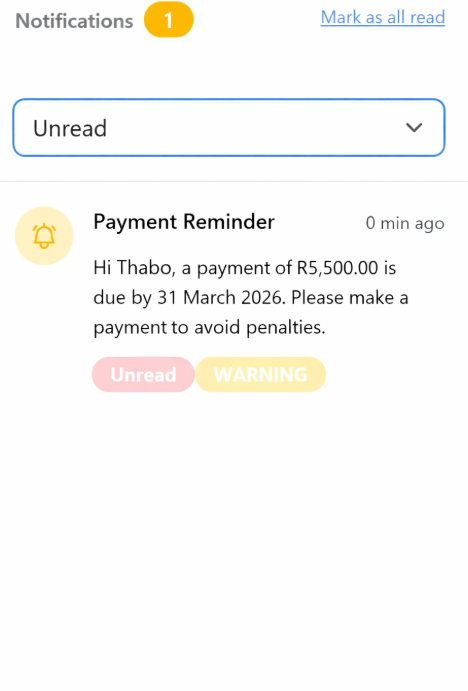 Notifications 1 Mark as all read
Unread
Payment Reminder 0 min ago
Hi Thabo, a payment of R5,500.00 is
due by 31 March 2026. Please make a
payment to avoid penalties.
Unread WARNING